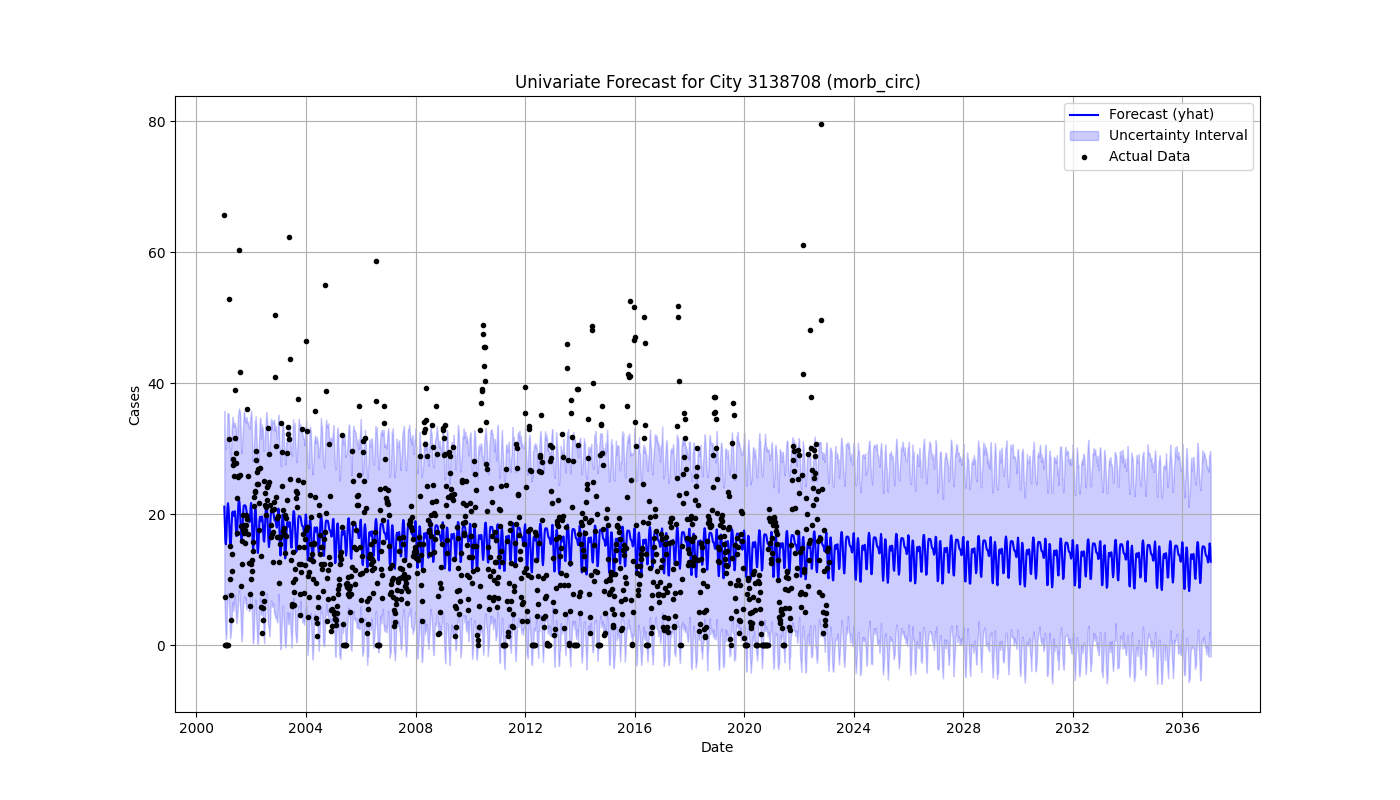 Univariate Forecast for City 3138708 (morb_circ)
Forecast (yhat)
Uncertainty Interval
Actual Data
Cases
80
60
40
20
0
2000 2004 2008 2012 2016 2020 2024 2028 2032 2036
Date